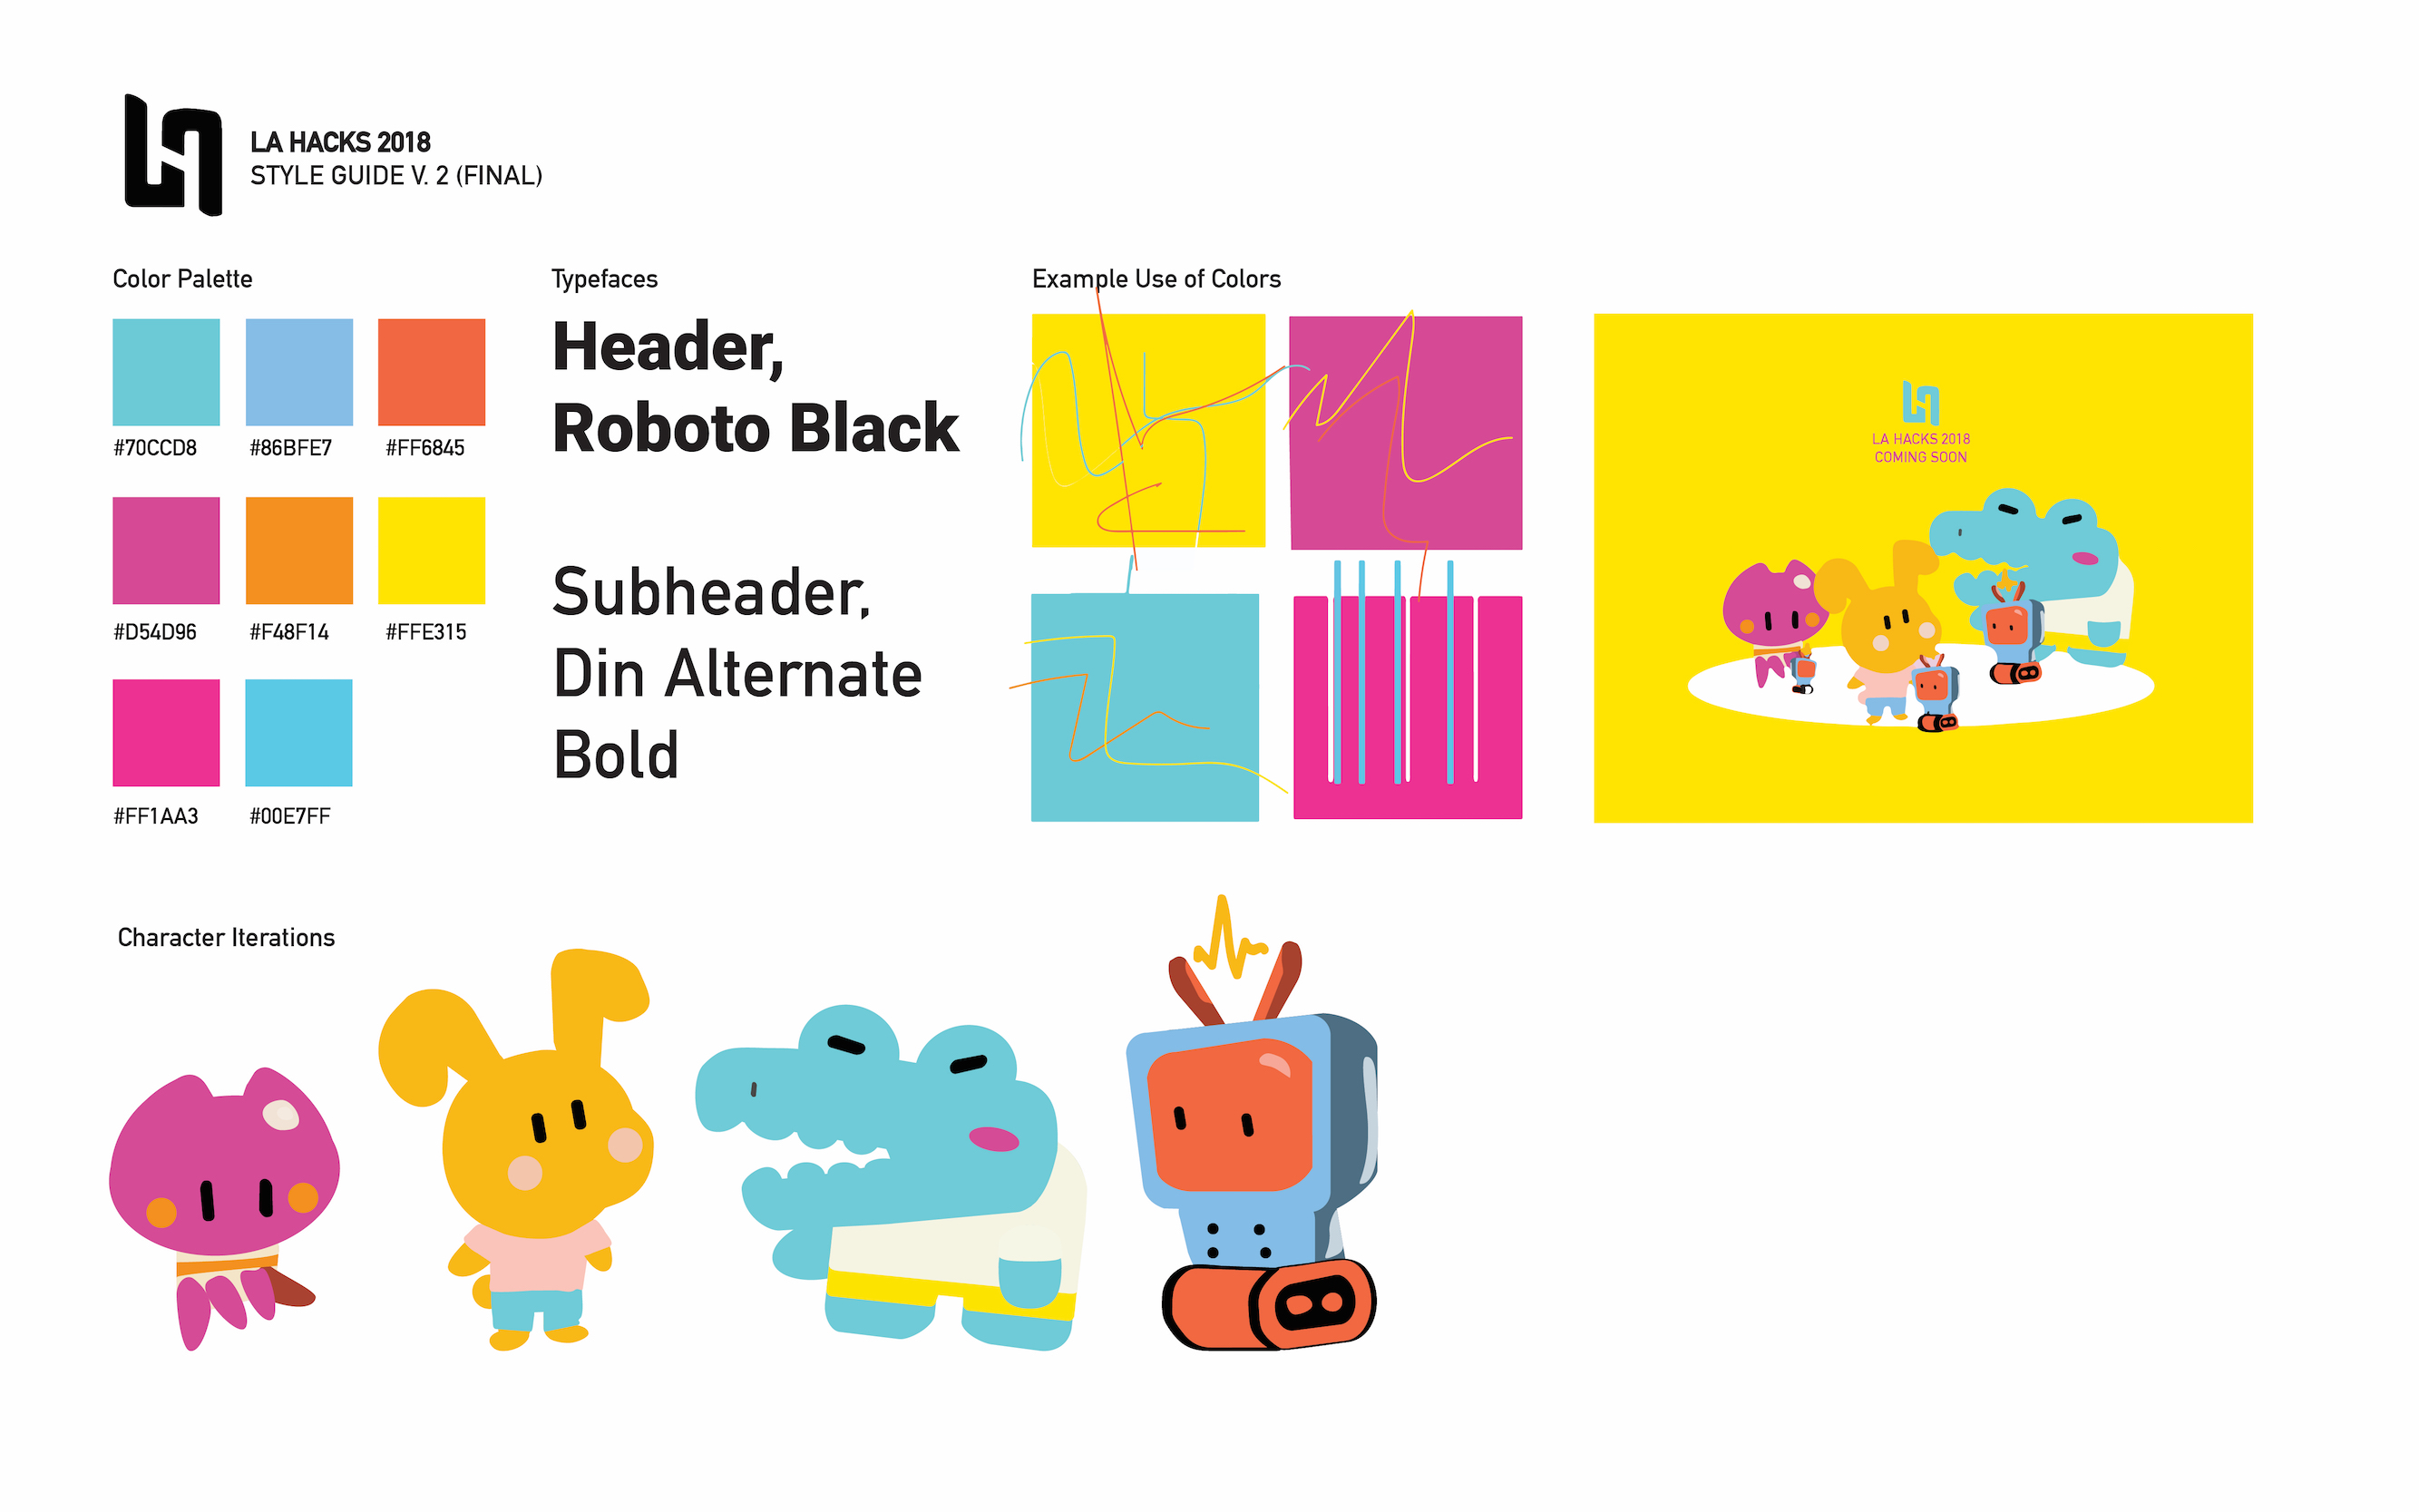 LA HACKS 2018
STYLE GUIDE V. 2 (FINAL)
Color Palette
#70CCD8
#86BFE7
#FF6845
#D54D96
#F48F14
#FFE315
#FF1AA3
#00E7FF
Typefaces
Header,
Roboto Black
Subheader,
Din Alternate
Bold
Example Use of Colors
LA HACKS 2018
COMING SOON
Character Iterations